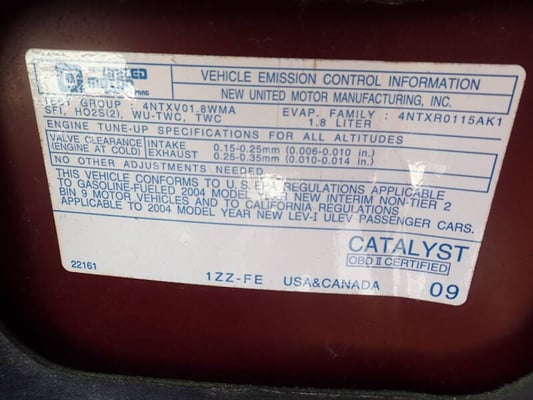 UNITED
MOTOR
VEHICLE EMISSION CONTROL INFORMATION
NEW UNITED MOTOR MANUFACTURING, INC.
TEST GROUP : 4NTXV01.8WMA EVAP. FAMILY : 4NTXR0115AK1
SFI, HO2S(2), WU-TWC, TWC 1.8 LITER
ENGINE TUNE-UP SPECIFICATIONS FOR ALL ALTITUDES
VALVE CLEARANCE INTAKE 0.15-0.25mm (0.006-0.010 in.)
(ENGINE AT COLD) EXHAUST 0.25-0.35mm (0.010-0.014 in.)
NO OTHER ADJUSTMENTS NEEDED
THIS VEHICLE CONFORMS TO U.S. EPA REGULATIONS APPLICABLE
TO GASOLINE-FUELED 2004 MODEL YEAR NEW INTERIM NON-TIER 2
BIN 9 MOTOR VEHICLES AND TO CALIFORNIA REGULATIONS
APPLICABLE TO 2004 MODEL YEAR NEW LEV-I ULEV PASSENGER CARS.
CATALYST
OBD II CERTIFIED
22161 1ZZ-FE USA&CANADA 09